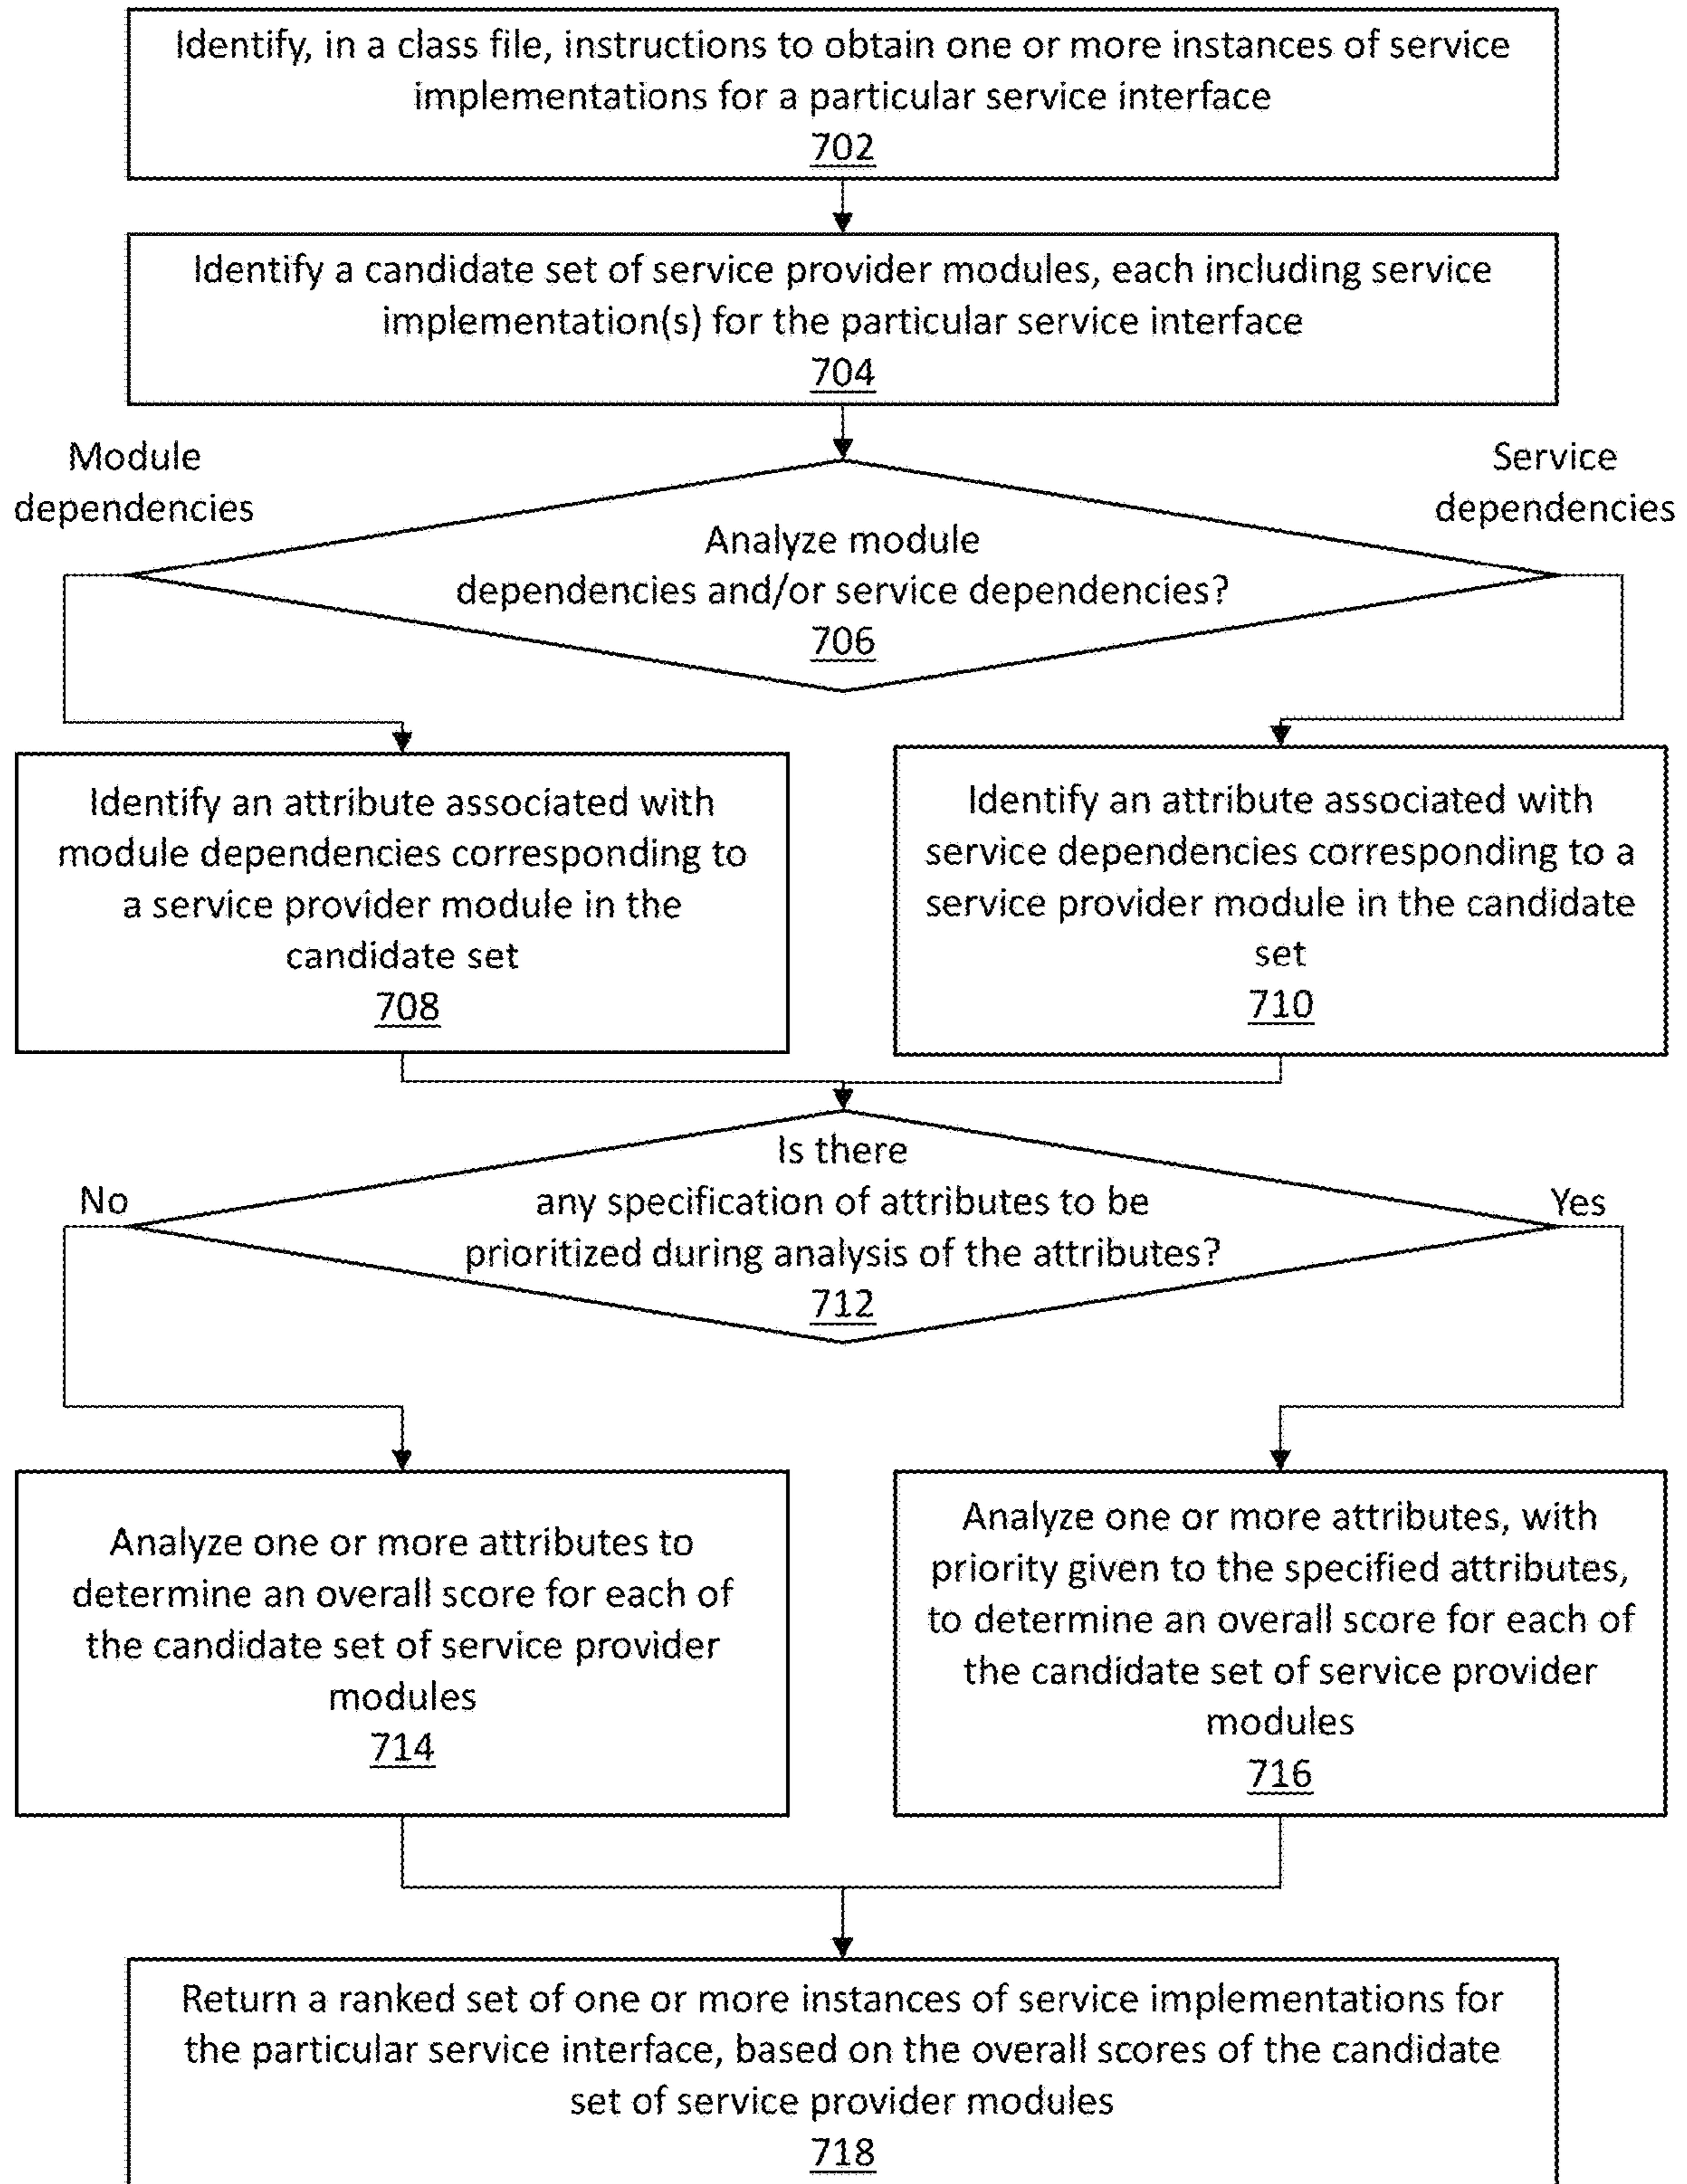 Identify, in a class file, instructions to obtain one or more instances of service
implementations for a particular service interface
702
Identify a candidate set of service provider modules, each including service
implementation(s) for the particular service interface
704
Module
dependencies
Service
dependencies
Analyze module
dependencies and/or service dependencies?
706
Identify an attribute associated with
module dependencies corresponding to
a service provider module in the
candidate set
708
Identify an attribute associated with
service dependencies corresponding to a
service provider module in the candidate
set
710
Is there
any specification of attributes to be
prioritized during analysis of the attributes?
712
No
Yes
Analyze one or more attributes to
determine an overall score for each of
the candidate set of service provider
modules
714
Analyze one or more attributes, with
priority given to the specified attributes,
to determine an overall score for each of
the candidate set of service provider
modules
716
Return a ranked set of one or more instances of service implementations for
the particular service interface, based on the overall scores of the candidate
set of service provider modules
718